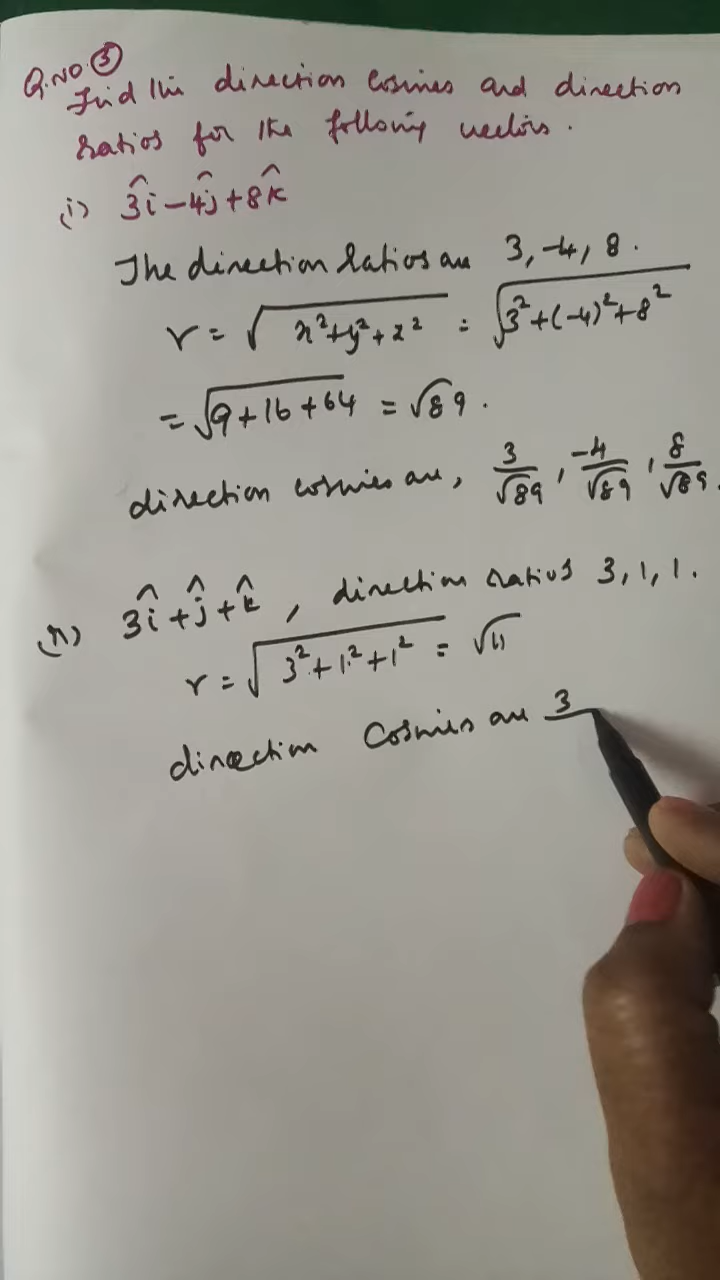 Q.NO.③
Find the direction cosines and direction
ratios for the following vectors.
(i) 3î-4ĵ+8k̂
The direction ratios are 3, -4, 8.
r = √x²+y²+z² = √3²+(-4)²+8²
= √9+16+64 = √89.
direction cosines are, 3/√89, -4/√89, 8/√89.
3î+ĵ+k̂, direction ratios 3, 1, 1.
r = √3²+1²+1² = √11
direction cosines are 3